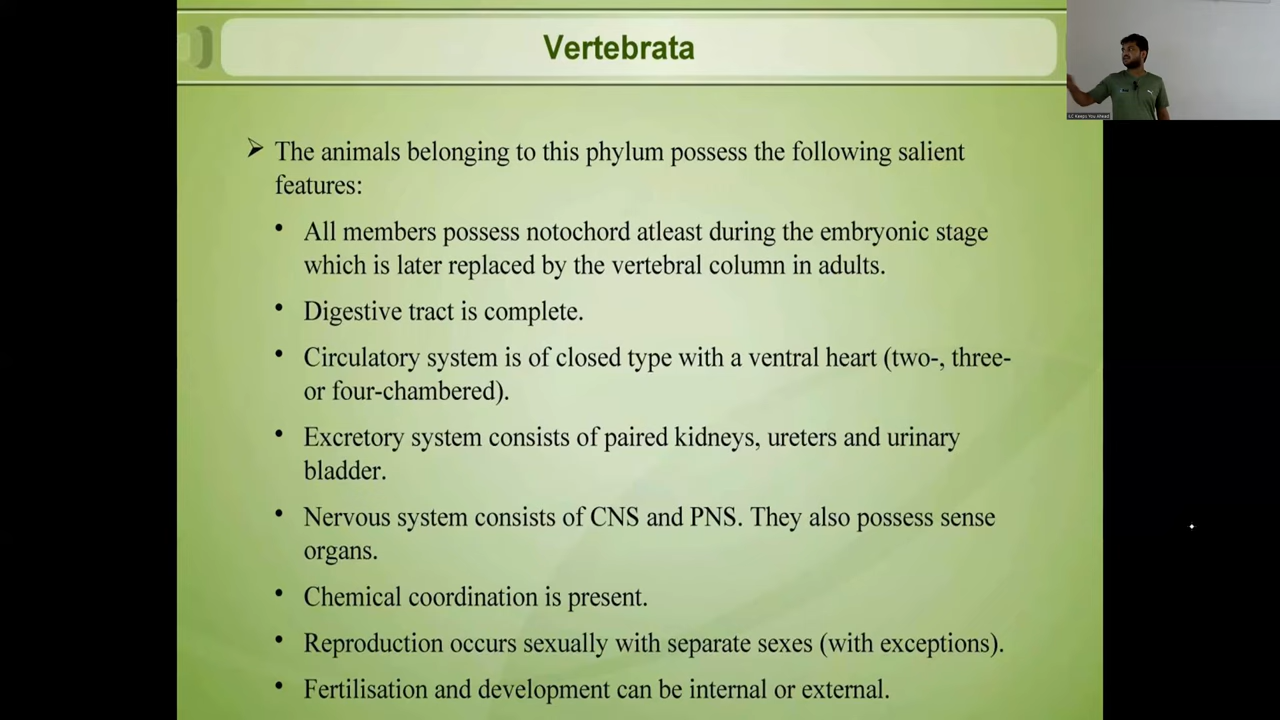 Vertebrata
The animals belonging to this phylum possess the following salient
features:
All members possess notochord atleast during the embryonic stage
which is later replaced by the vertebral column in adults.
Digestive tract is complete.
Circulatory system is of closed type with a ventral heart (two-, three-
or four-chambered).
Excretory system consists of paired kidneys, ureters and urinary
bladder.
Nervous system consists of CNS and PNS. They also possess sense
organs.
Chemical coordination is present.
Reproduction occurs sexually with separate sexes (with exceptions).
Fertilisation and development can be internal or external.